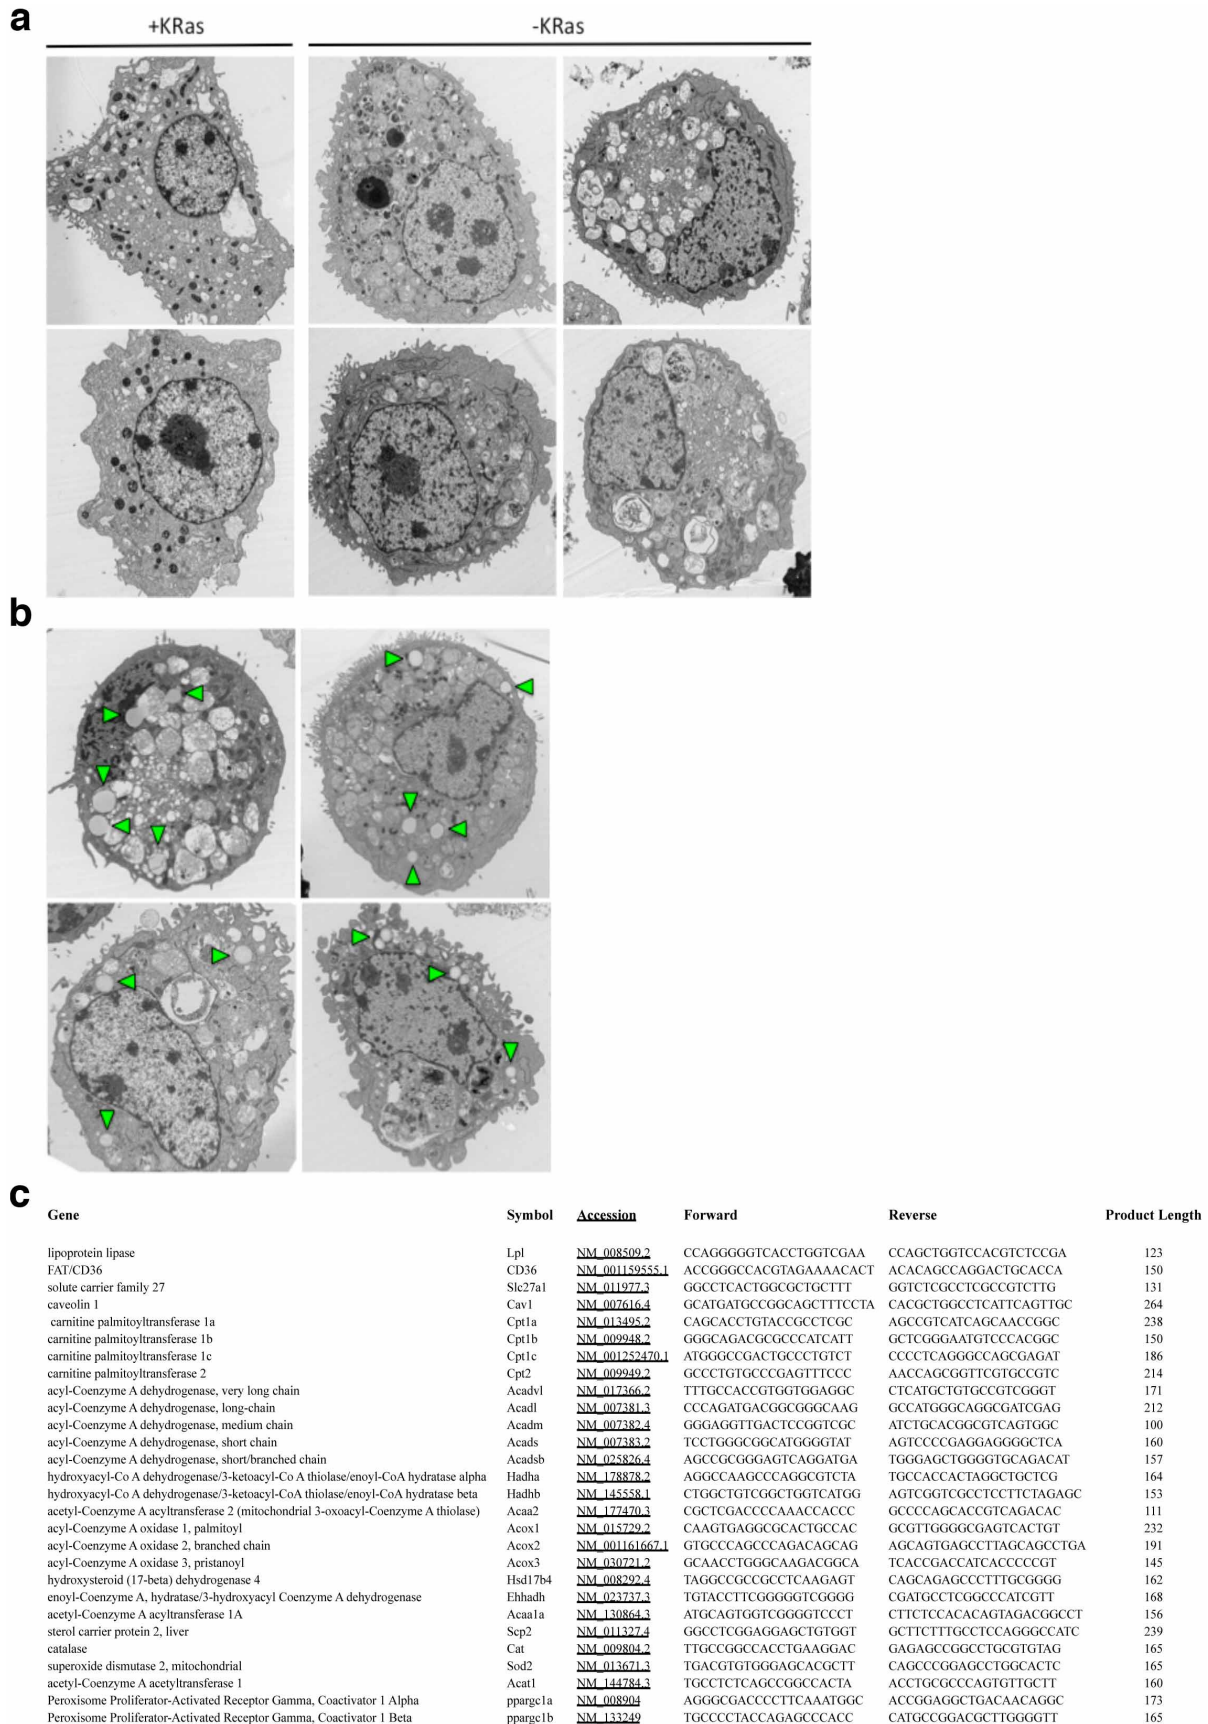 a
+KRas -KRas
b
c
Gene Symbol Accession Forward Reverse Product Length
lipoprotein lipase Lpl NM_008509.2 CCAGGGGGTCACCTGGTCGAA CCAGCTGGTCCACGTCTCCGA 123
FAT/CD36 CD36 NM_001159555.1 ACCGGGCCACGTAGAAAACACT ACACAGCCAGGACTGCACCA 150
solute carrier family 27 Slc27a1 NM_011977.3 GGCCTCACTGGCGCTGCTTT GGTCTCGCCTCGCCGTCTTG 131
caveolin 1 Cav1 NM_007616.4 GCATGATGCCGGCAGCTTTCCTA CACGCTGGCCTCATTCAGTTGC 264
carnitine palmitoyltransferase 1a Cpt1a NM_013495.2 CAGCACCTGTACCGCCTCGC AGCCGTCATCAGCAACCGGC 238
carnitine palmitoyltransferase 1b Cpt1b NM_009948.2 GGGCAGACGCGCCCATCATT GCTCGGGAATGTCCCACGGC 150
carnitine palmitoyltransferase 1c Cpt1c NM_001252470.1 ATGGGCCGACTGCCCTGTCT CCCCTCAGGGCCAGCGAGAT 186
carnitine palmitoyltransferase 2 Cpt2 NM_009949.2 GCCCTGTGCCCGAGTTTCCC AACCAGCGGTTCGTGCCGTC 214
acyl-Coenzyme A dehydrogenase, very long chain Acadvl NM_017366.2 TTTGCCACCGTGGTGGAGGC CTCATGCTGTGCCGTCGGGT 171
acyl-Coenzyme A dehydrogenase, long-chain Acadl NM_007381.3 CCCAGATGACGGCGGGCAAG GCCATGGGCAGGCGATCGAG 212
acyl-Coenzyme A dehydrogenase, medium chain Acadm NM_007382.4 GGGAGGTTGACTCCGGTCGC ATCTGCACGGCGTCAGTGGC 100
acyl-Coenzyme A dehydrogenase, short chain Acads NM_007383.2 TCCTGGGCGGCATGGGGTAT AGTCCCCGAGGAGGGGCTCA 160
acyl-Coenzyme A dehydrogenase, short/branched chain Acadsb NM_025826.4 AGCCGCGGGAGTCAGGATGA TGGGAGCTGGGGTGCAGACAT 157
hydroxyacyl-Co A dehydrogenase/3-ketoacyl-Co A thiolase/enoyl-CoA hydratase alpha Hadha NM_178878.2 AGGCCAAGCCCAGGCGTCTA TGCCACCACTAGGCTGCTCG 164
hydroxyacyl-Co A dehydrogenase/3-ketoacyl-Co A thiolase/enoyl-CoA hydratase beta Hadhb NM_145558.1 CTGGCTGTCGGCTGGTCATGG AGTCGGTCGCCTCCTTCTAGAGC 153
acetyl-Coenzyme A acyltransferase 2 (mitochondrial 3-oxoacyl-Coenzyme A thiolase) Acaa2 NM_177470.3 CGCTCGACCCCAAACCACCC GCCCCAGCACCGTCAGACAC 111
acyl-Coenzyme A oxidase 1, palmitoyl Acox1 NM_015729.2 CAAGTGAGGCGCACTGCCAC GCGTTGGGGCGAGTCACTGT 232
acyl-Coenzyme A oxidase 2, branched chain Acox2 NM_001161667.1 GTGCCCAGCCCAGACAGCAG AGCAGTGAGCCTTAGCAGCCTGA 191
acyl-Coenzyme A oxidase 3, pristanoyl Acox3 NM_030721.2 GCAACCTGGGCAAGACGGCA TCACCGACCATCACCCCCGT 145
hydroxysteroid (17-beta) dehydrogenase 4 Hsd17b4 NM_008292.4 TAGGCCGCCGCCTCAAGAGT CAGCAGAGCCCTTTGCGGGG 162
enoyl-Coenzyme A, hydratase/3-hydroxyacyl Coenzyme A dehydrogenase Ehhadh NM_023737.3 TGTACCTTCGGGGGTCGGGG CGATGCCTCGGCCCATCGTT 168
acetyl-Coenzyme A acyltransferase 1A Acaa1a NM_130864.3 ATGCAGTGGTCGGGGTCCCT CTTCTCCACACAGTAGACGGCCT 156
sterol carrier protein 2, liver Scp2 NM_011327.4 GGCCTCGGAGGAGCTGTGGT GCTTCTTTGCCTCCAGGGCCATC 239
catalase Cat NM_009804.2 TTGCCGGCCACCTGAAGGAC GAGAGCCGGCCTGCGTGTAG 165
superoxide dismutase 2, mitochondrial Sod2 NM_013671.3 TGACGTGTGGGAGCACGCTT CAGCCCGGAGCCTGGCACTC 165
acetyl-Coenzyme A acetyltransferase 1 Acat1 NM_144784.3 TGCCTCTCAGCCGGCCACTA ACCTGCGCCCAGTGTTGCTT 160
Peroxisome Proliferator-Activated Receptor Gamma, Coactivator 1 Alpha ppargc1a NM_008904 AGGGCGACCCCTTCAAATGGC ACCGGAGGCTGACAACAGGC 173
Peroxisome Proliferator-Activated Receptor Gamma, Coactivator 1 Beta ppargc1b NM_133249 TGCCCCTACCAGAGCCCACC CATGCCGGACGCTTGGGGTT 165